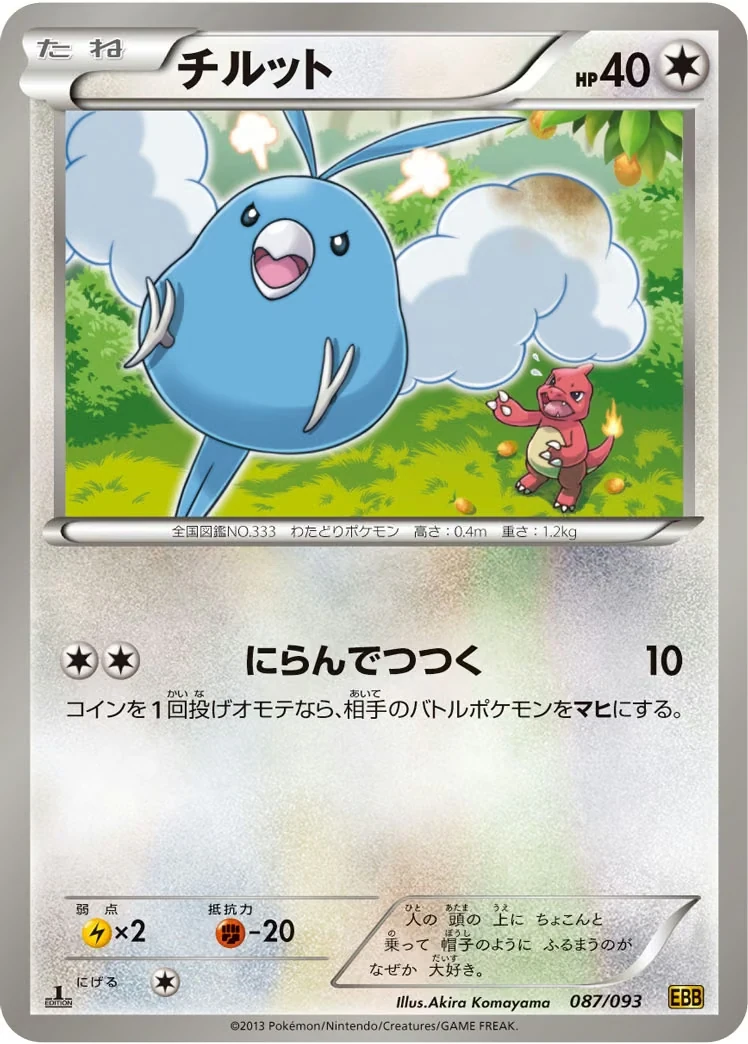 たね
チルット
HP40
全国図鑑NO.333 わたどりポケモン 高さ:0.4m 重さ:1.2kg
にらんでつつく 10
コインを1回投げオモテなら、相手のバトルポケモンをマヒにする。
弱点
×2
抵抗力
-20
にげる
人の 頭の 上に ちょこんと
乗って 帽子のように ふるまうのが
なぜか 大好き。
1 EDITION
Illus.Akira Komayama 087/093 EBB
©2013 Pokémon/Nintendo/Creatures/GAME FREAK.